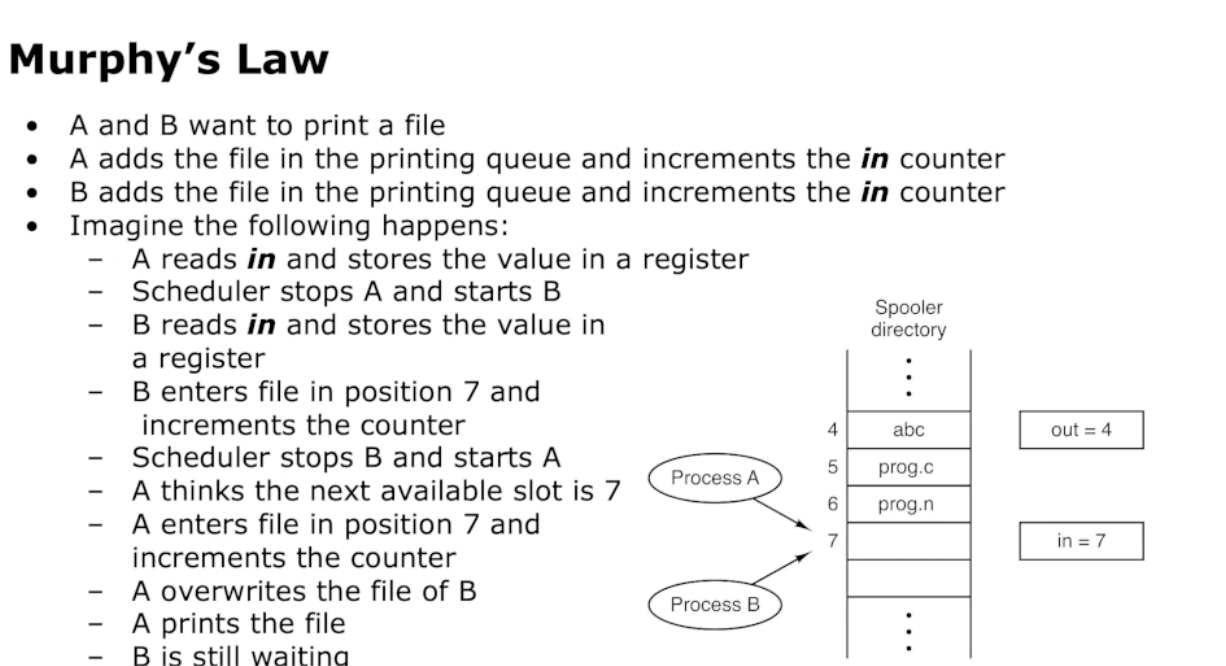 Murphy's Law
• A and B want to print a file
• A adds the file in the printing queue and increments the in counter
• B adds the file in the printing queue and increments the in counter
• Imagine the following happens:
– A reads in and stores the value in a register
– Scheduler stops A and starts B
– B reads in and stores the value in
a register
– B enters file in position 7 and
increments the counter
– Scheduler stops B and starts A
– A thinks the next available slot is 7
– A enters file in position 7 and
increments the counter
– A overwrites the file of B
– A prints the file
– B is still waiting
Spooler
directory
4 abc out = 4
Process A
5 prog.c
6 prog.n
7 in = 7
Process B